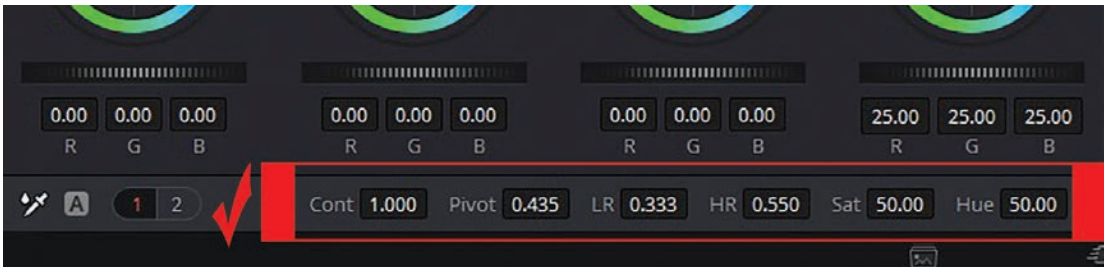 0.00 0.00 0.00 0.00 0.00 0.00 0.00 0.00 0.00 25.00 25.00 25.00
R G B R G B R G B R G B
A 1 2 Cont 1.000 Pivot 0.435 LR 0.333 HR 0.550 Sat 50.00 Hue 50.00